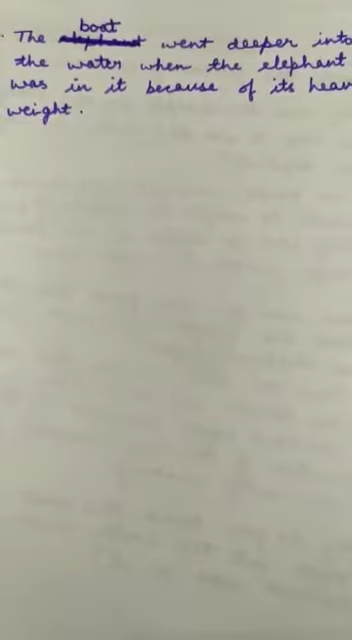 The boat went deeper into
the water when the elephant
was in it because of its heav
weight.